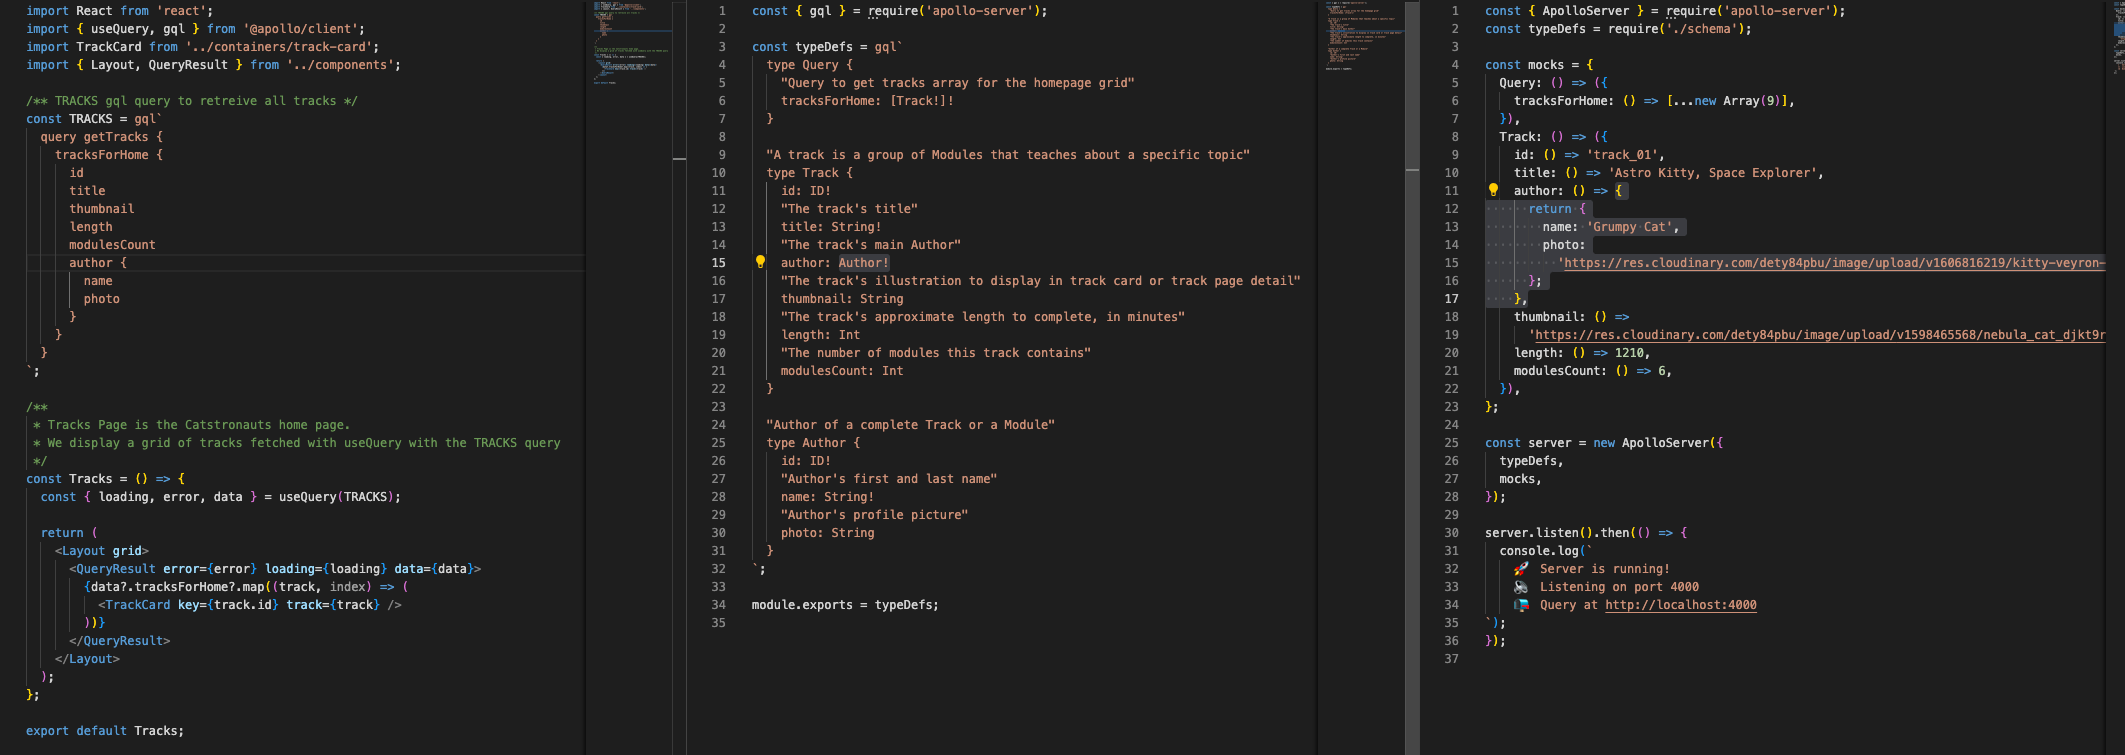 import React from 'react';
import { useQuery, gql } from '@apollo/client';
import TrackCard from '../containers/track-card';
import { Layout, QueryResult } from '../components';

/** TRACKS gql query to retreive all tracks */
const TRACKS = gql`
  query getTracks {
    tracksForHome {
      id
      title
      thumbnail
      length
      modulesCount
      author {
        name
        photo
      }
    }
  }
`;

/**
 * Tracks Page is the Catstronauts home page.
 * We display a grid of tracks fetched with useQuery with the TRACKS query
 */
const Tracks = () => {
  const { loading, error, data } = useQuery(TRACKS);

  return (
    <Layout grid>
      <QueryResult error={error} loading={loading} data={data}>
        {data?.tracksForHome?.map((track, index) => (
          <TrackCard key={track.id} track={track} />
        ))}
      </QueryResult>
    </Layout>
  );
};

export default Tracks;

1 const { gql } = require('apollo-server');
2
3 const typeDefs = gql`
4   type Query {
5     "Query to get tracks array for the homepage grid"
6     tracksForHome: [Track!]!
7   }
8
9   "A track is a group of Modules that teaches about a specific topic"
10   type Track {
11     id: ID!
12     "The track's title"
13     title: String!
14     "The track's main Author"
15     author: Author!
16     "The track's illustration to display in track card or track page detail"
17     thumbnail: String
18     "The track's approximate length to complete, in minutes"
19     length: Int
20     "The number of modules this track contains"
21     modulesCount: Int
22   }
23
24   "Author of a complete Track or a Module"
25   type Author {
26     id: ID!
27     "Author's first and last name"
28     name: String!
29     "Author's profile picture"
30     photo: String
31   }
32 `;
33
34 module.exports = typeDefs;
35

1 const { ApolloServer } = require('apollo-server');
2 const typeDefs = require('./schema');
3
4 const mocks = {
5   Query: () => ({
6     tracksForHome: () => [...new Array(9)],
7   }),
8   Track: () => ({
9     id: () => 'track_01',
10     title: () => 'Astro Kitty, Space Explorer',
11     author: () => {
12       return {
13         name: 'Grumpy Cat',
14         photo:
15           'https://res.cloudinary.com/dety84pbu/image/upload/v1606816219/kitty-veyron-
16       };
17     },
18     thumbnail: () =>
19       'https://res.cloudinary.com/dety84pbu/image/upload/v1598465568/nebula_cat_djkt9r
20     length: () => 1210,
21     modulesCount: () => 6,
22   }),
23 };
24
25 const server = new ApolloServer({
26   typeDefs,
27   mocks,
28 });
29
30 server.listen().then(() => {
31   console.log(`
32     🚀 Server is running!
33     🔉 Listening on port 4000
34     📭 Query at http://localhost:4000
35 `);
36 });
37